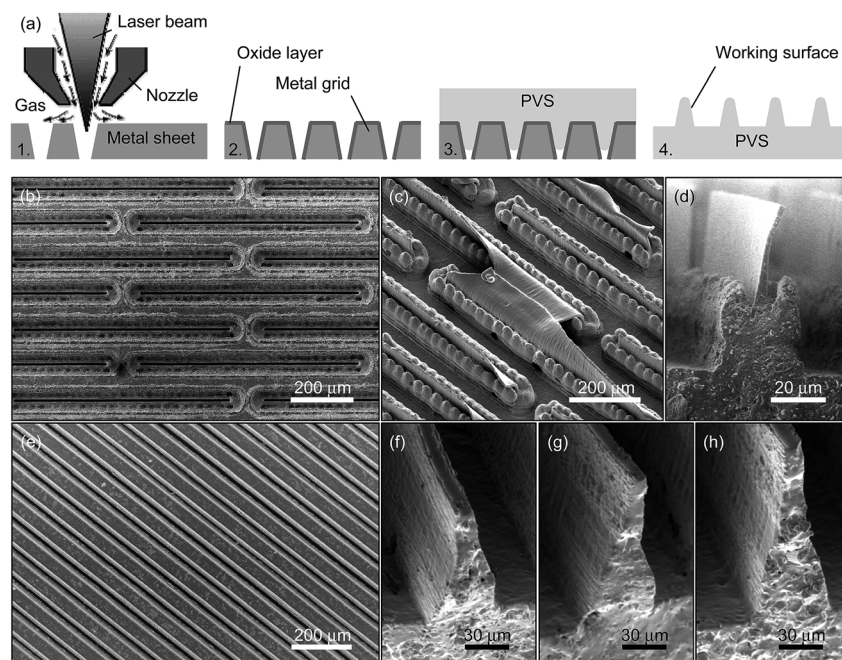 (a)
Laser beam
Nozzle
Gas
Metal sheet
1.
Oxide layer
Metal grid
2.
PVS
3.
Working surface
PVS
4.
(b)
200 µm
(c)
200 µm
(d)
20 µm
(e)
200 µm
(f)
30 µm
(g)
30 µm
(h)
30 µm